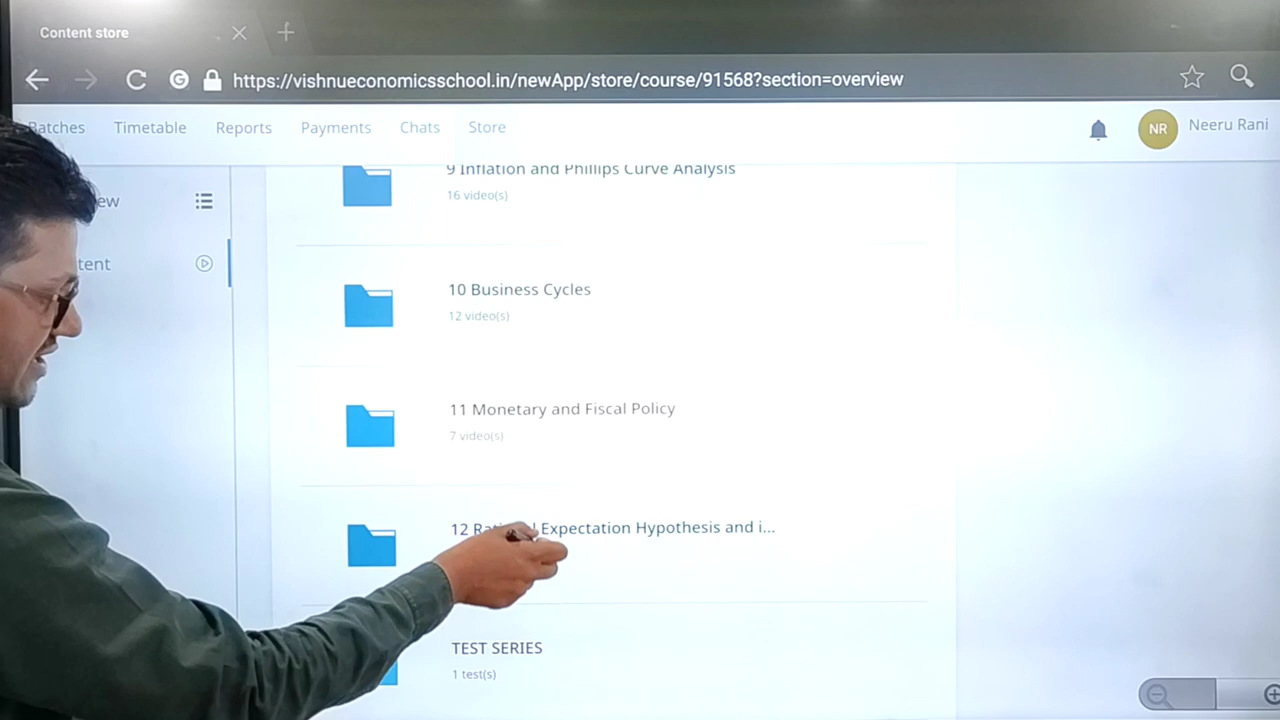 Content store
https://vishnueconomicsschool.in/newApp/store/course/91568?section=overview
Batches Timetable Reports Payments Chats Store
NR Neeru Rani
9 Inflation and Phillips Curve Analysis
16 video(s)
ew
tent
10 Business Cycles
12 video(s)
11 Monetary and Fiscal Policy
7 video(s)
12 Expectation Hypothesis and i...
TEST SERIES
1 test(s)